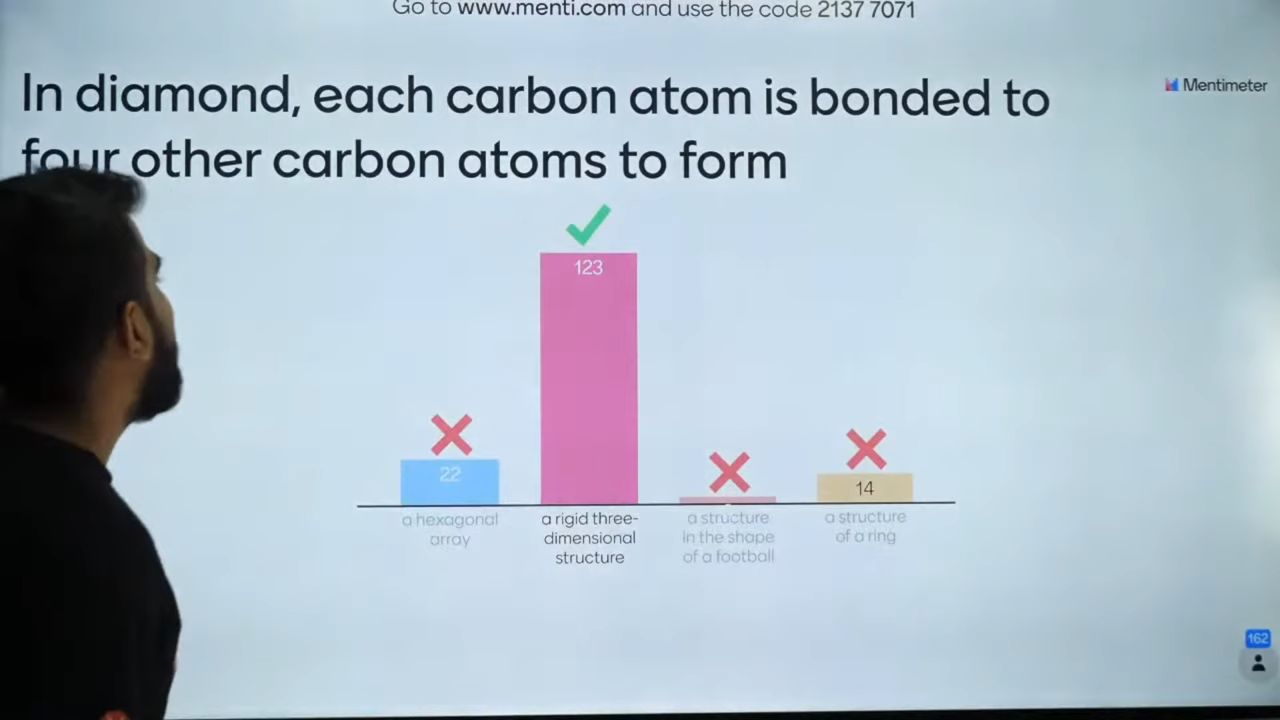 Go to www.menti.com and use the code 2137 7071
In diamond, each carbon atom is bonded to
four other carbon atoms to form
Mentimeter
123
22
14
a hexagonal
array
a rigid three-
dimensional
structure
a structure
in the shape
of a football
a structure
of a ring
162